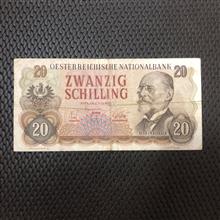 OESTERREICHISCHE NATIONALBANK
20 20
ZWANZIG
SCHILLING
20 20